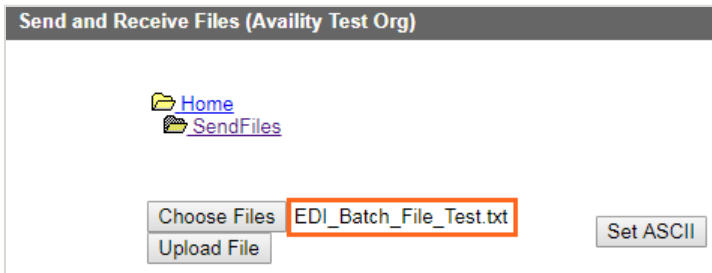 Send and Receive Files (Availity Test Org)
Home
SendFiles
Choose Files EDI_Batch_File_Test.txt
Set ASCII
Upload File